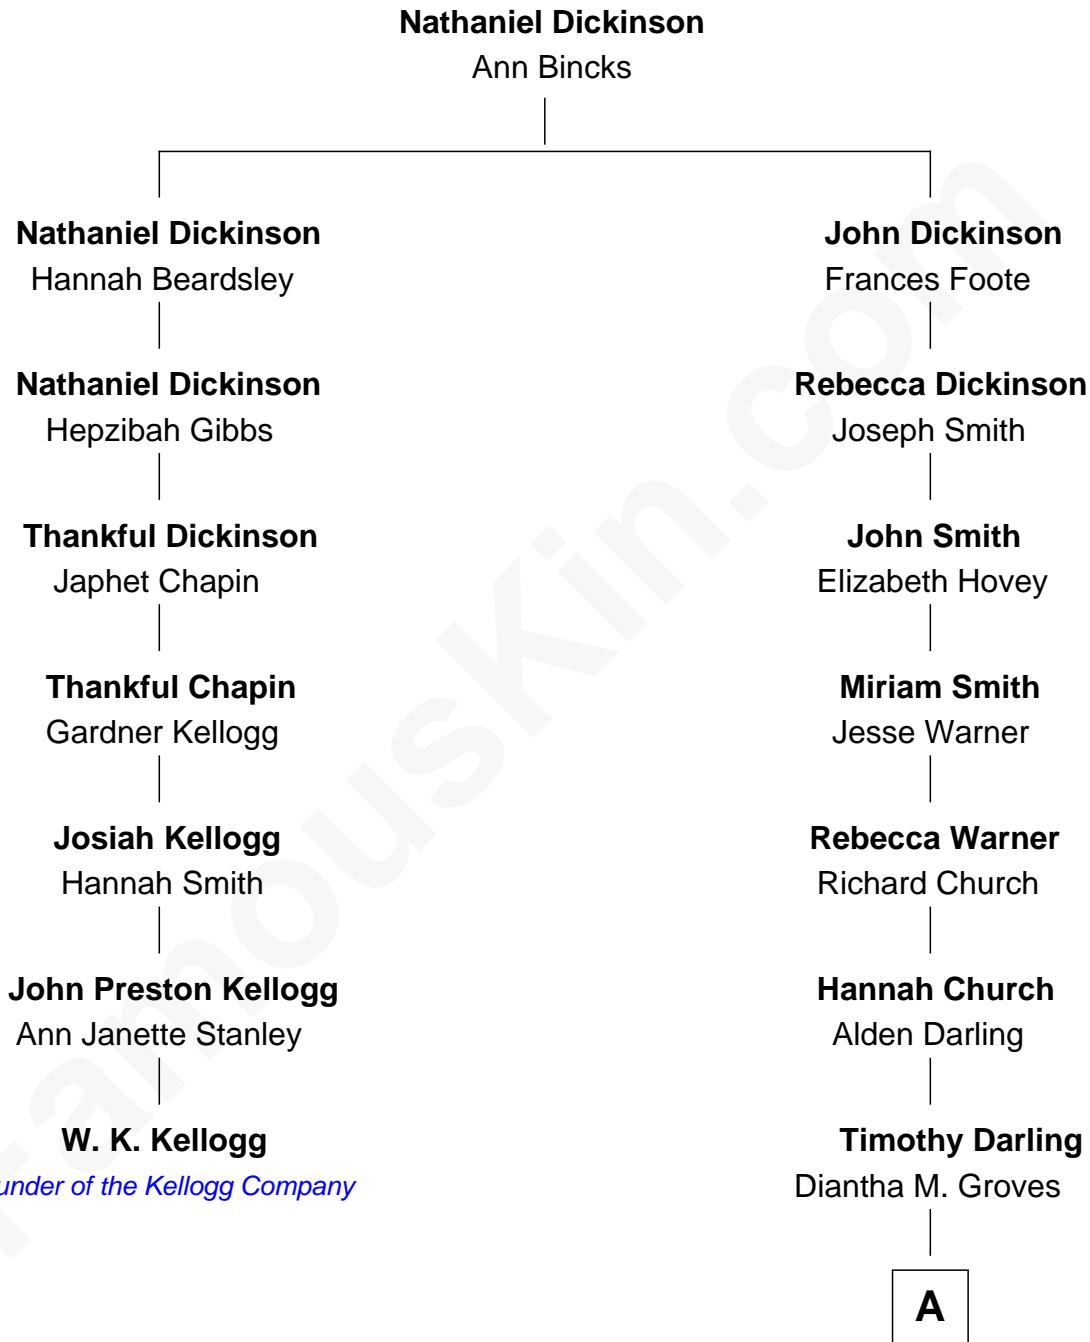 Nathaniel Dickinson
Ann Bincks
Nathaniel Dickinson
Hannah Beardsley
Nathaniel Dickinson
Hepzibah Gibbs
Thankful Dickinson
Japhet Chapin
Thankful Chapin
Gardner Kellogg
Josiah Kellogg
Hannah Smith
John Preston Kellogg
Ann Janette Stanley
W. K. Kellogg
under of the Kellogg Company
John Dickinson
Frances Foote
Rebecca Dickinson
Joseph Smith
John Smith
Elizabeth Hovey
Miriam Smith
Jesse Warner
Rebecca Warner
Richard Church
Hannah Church
Alden Darling
Timothy Darling
Diantha M. Groves
A
FamousKin.com